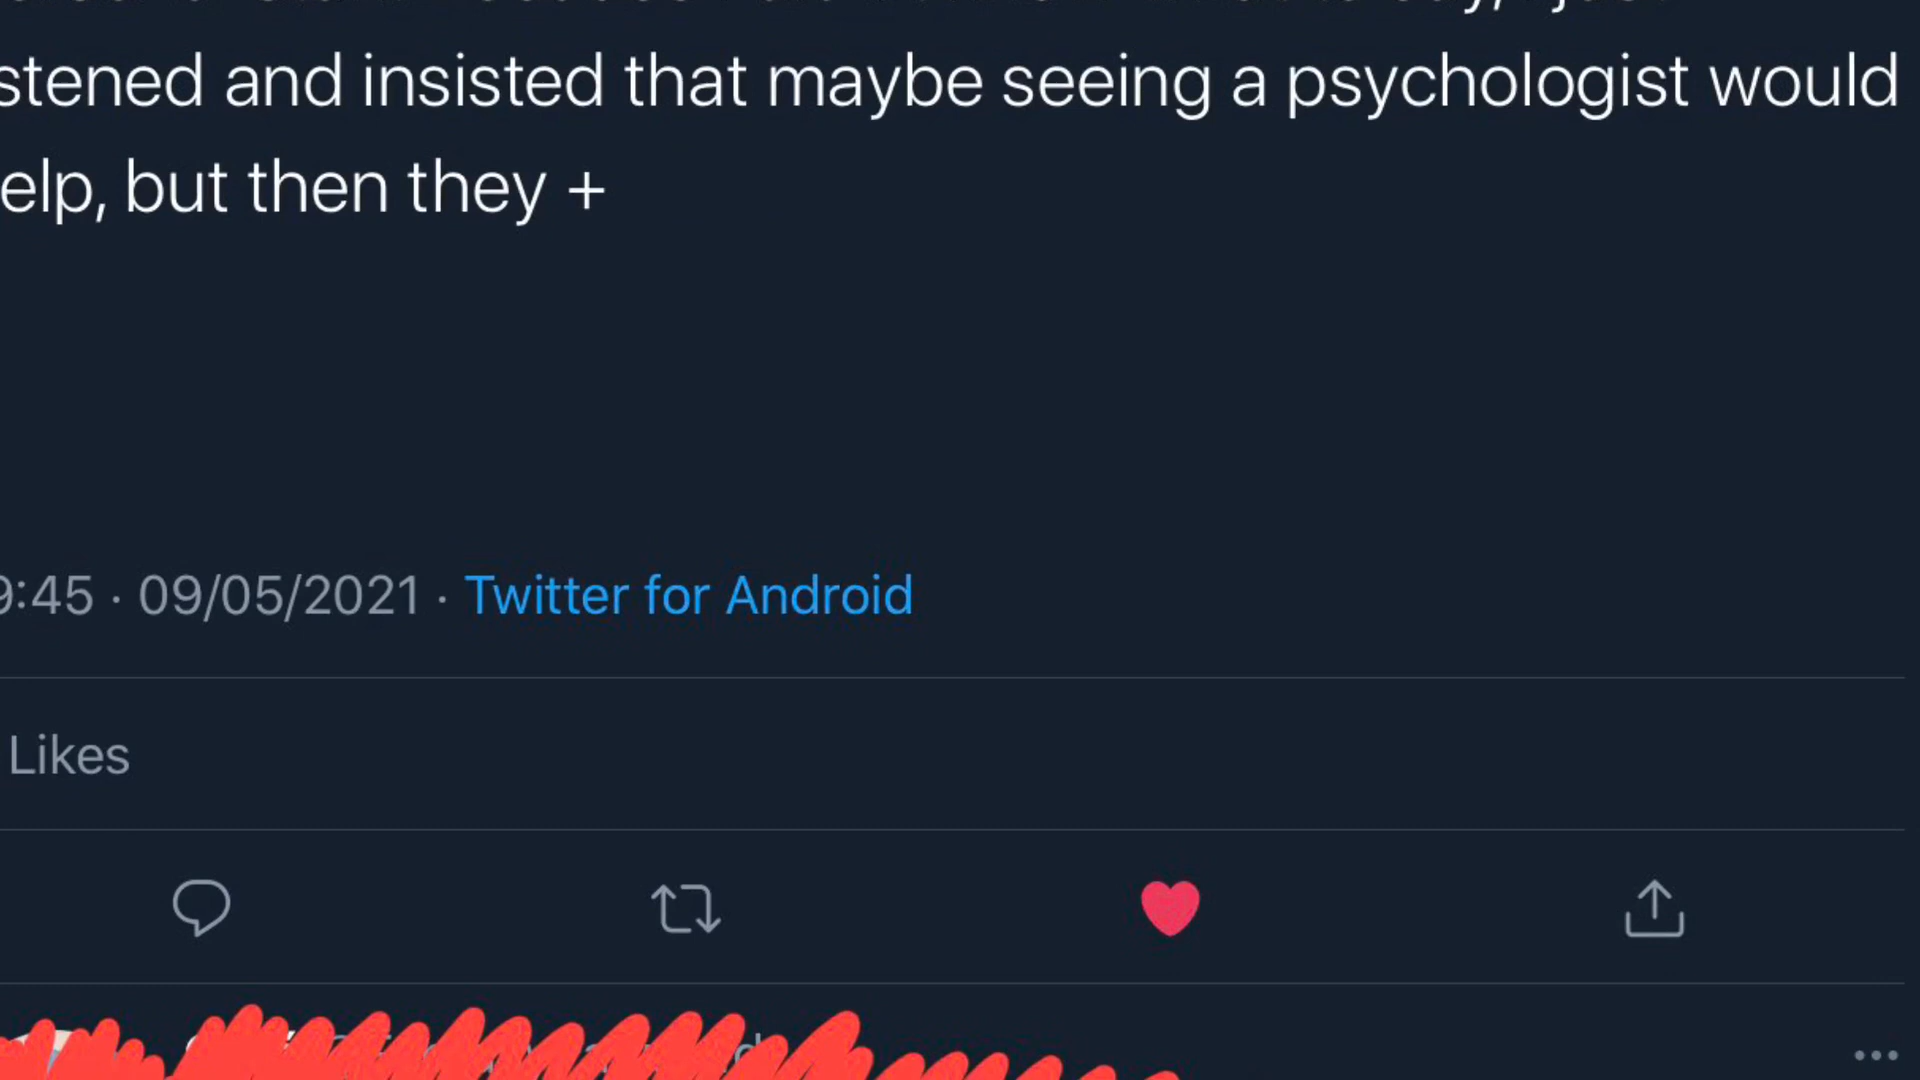 stened and insisted that maybe seeing a psychologist would
elp, but then they +
9:45 · 09/05/2021 · Twitter for Android
Likes